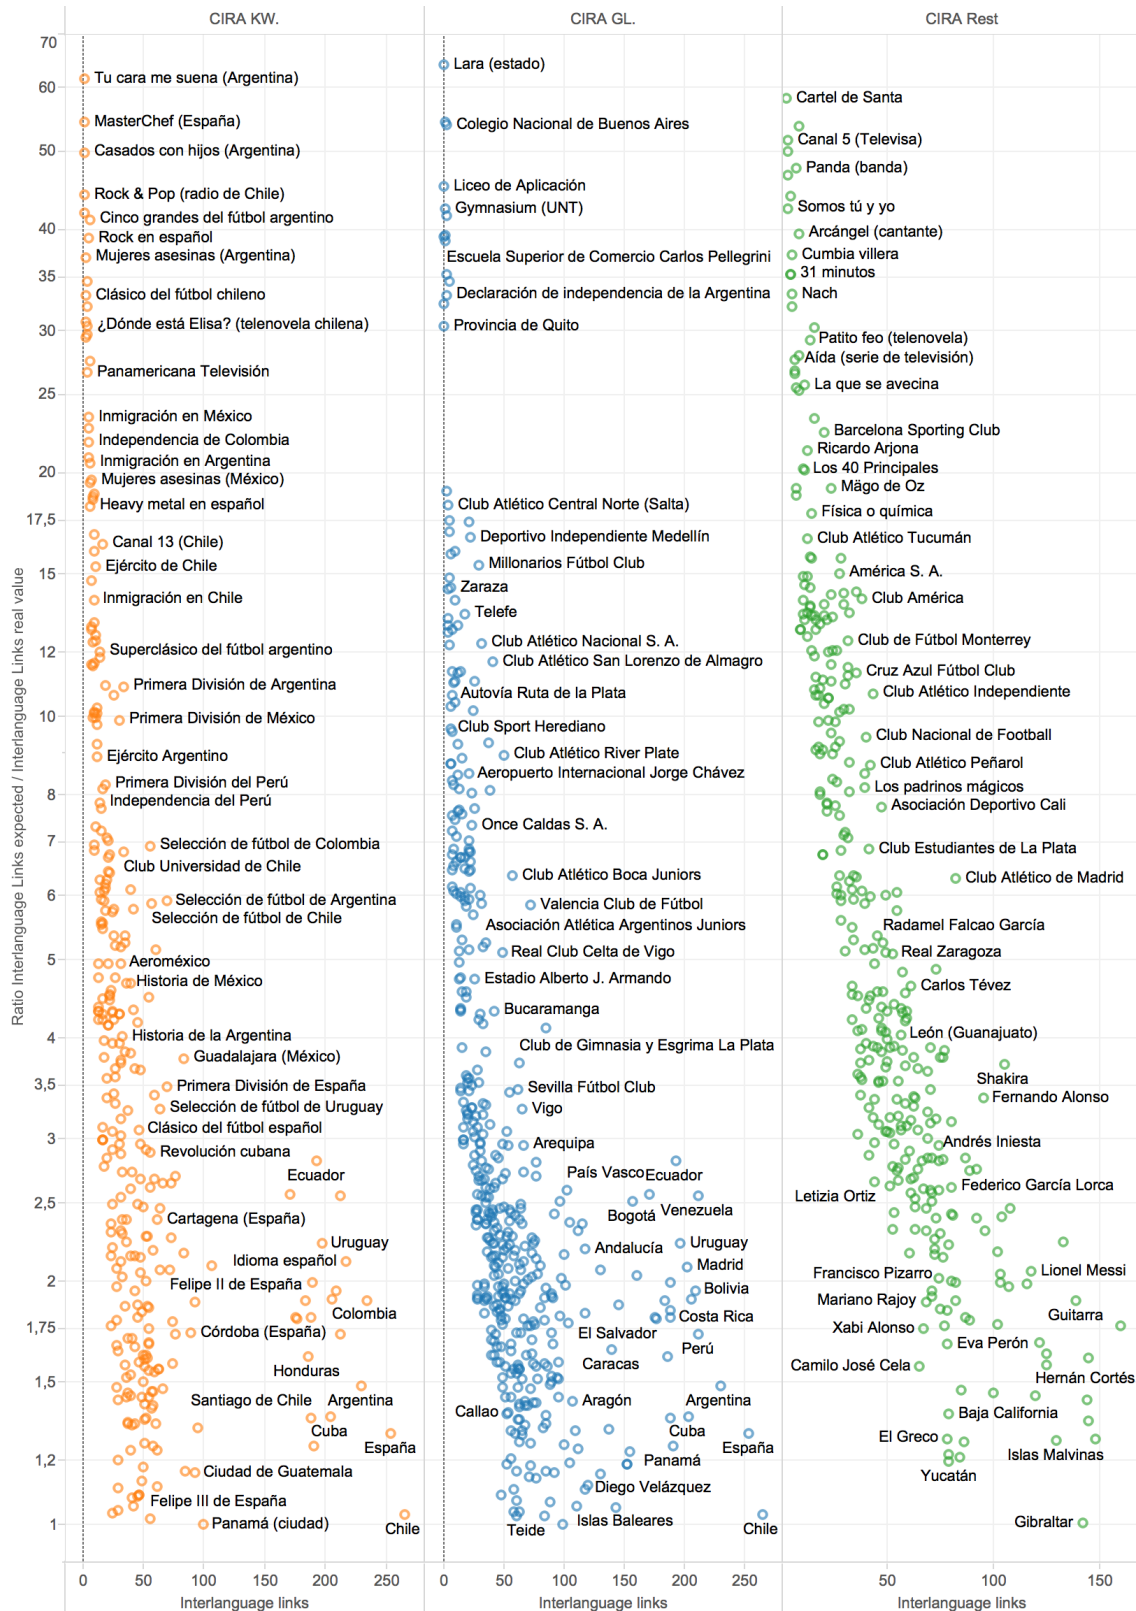 CIRA KW.
CIRA GL.
CIRA Rest
Ratio Interlanguage Links expected / Interlanguage Links real value
70
60
50
40
35
30
25
20
17,5
15
12
10
8
7
6
5
4
3,5
3
2,5
2
1,75
1,5
1,2
1
Tu cara me suena (Argentina)
MasterChef (España)
Casados con hijos (Argentina)
Rock & Pop (radio de Chile)
Cinco grandes del fútbol argentino
Rock en español
Mujeres asesinas (Argentina)
Clásico del fútbol chileno
¿Dónde está Elisa? (telenovela chilena)
Panamericana Televisión
Inmigración en México
Independencia de Colombia
Inmigración en Argentina
Mujeres asesinas (México)
Heavy metal en español
Canal 13 (Chile)
Ejército de Chile
Inmigración en Chile
Superclásico del fútbol argentino
Primera División de Argentina
Primera División de México
Ejército Argentino
Primera División del Perú
Independencia del Perú
Selección de fútbol de Colombia
Club Universidad de Chile
Selección de fútbol de Argentina
Selección de fútbol de Chile
Aeroméxico
Historia de México
Historia de la Argentina
Guadalajara (México)
Primera División de España
Selección de fútbol de Uruguay
Clásico del fútbol español
Revolución cubana
Ecuador
Cartagena (España)
Uruguay
Idioma español
Felipe II de España
Colombia
Córdoba (España)
Honduras
Santiago de Chile
Argentina
Cuba
España
Ciudad de Guatemala
Felipe III de España
Panamá (ciudad)
Chile
Lara (estado)
Colegio Nacional de Buenos Aires
Liceo de Aplicación
Gymnasium (UNT)
Escuela Superior de Comercio Carlos Pellegrini
Declaración de independencia de la Argentina
Provincia de Quito
Club Atlético Central Norte (Salta)
Deportivo Independiente Medellín
Millonarios Fútbol Club
Zaraza
Telefe
Club Atlético Nacional S. A.
Club Atlético San Lorenzo de Almagro
Autovía Ruta de la Plata
Club Sport Herediano
Club Atlético River Plate
Aeropuerto Internacional Jorge Chávez
Once Caldas S. A.
Club Atlético Boca Juniors
Valencia Club de Fútbol
Asociación Atlética Argentinos Juniors
Real Club Celta de Vigo
Estadio Alberto J. Armando
Bucaramanga
Club de Gimnasia y Esgrima La Plata
Sevilla Fútbol Club
Vigo
Arequipa
País Vasco
Ecuador
Bogotá
Venezuela
Andalucía
Uruguay
Madrid
Bolivia
Costa Rica
El Salvador
Perú
Caracas
Aragón
Argentina
Callao
Cuba
España
Panamá
Diego Velázquez
Islas Baleares
Teide
Chile
Cartel de Santa
Canal 5 (Televisa)
Panda (banda)
Somos tú y yo
Arcángel (cantante)
Cumbia villera
31 minutos
Nach
Patito feo (telenovela)
Aída (serie de televisión)
La que se avecina
Barcelona Sporting Club
Ricardo Arjona
Los 40 Principales
Mägo de Oz
Física o química
Club Atlético Tucumán
América S. A.
Club América
Club de Fútbol Monterrey
Cruz Azul Fútbol Club
Club Atlético Independiente
Club Nacional de Football
Club Atlético Peñarol
Los padrinos mágicos
Asociación Deportivo Cali
Club Estudiantes de La Plata
Club Atlético de Madrid
Radamel Falcao García
Real Zaragoza
Carlos Tévez
León (Guanajuato)
Shakira
Fernando Alonso
Andrés Iniesta
Letizia Ortiz
Federico García Lorca
Francisco Pizarro
Lionel Messi
Mariano Rajoy
Guitarra
Xabi Alonso
Eva Perón
Camilo José Cela
Hernán Cortés
Baja California
El Greco
Islas Malvinas
Yucatán
Gibraltar
0 50 100 150 200 250
0 50 100 150 200 250
50 100 150
Interlanguage links
Interlanguage links
Interlanguage links